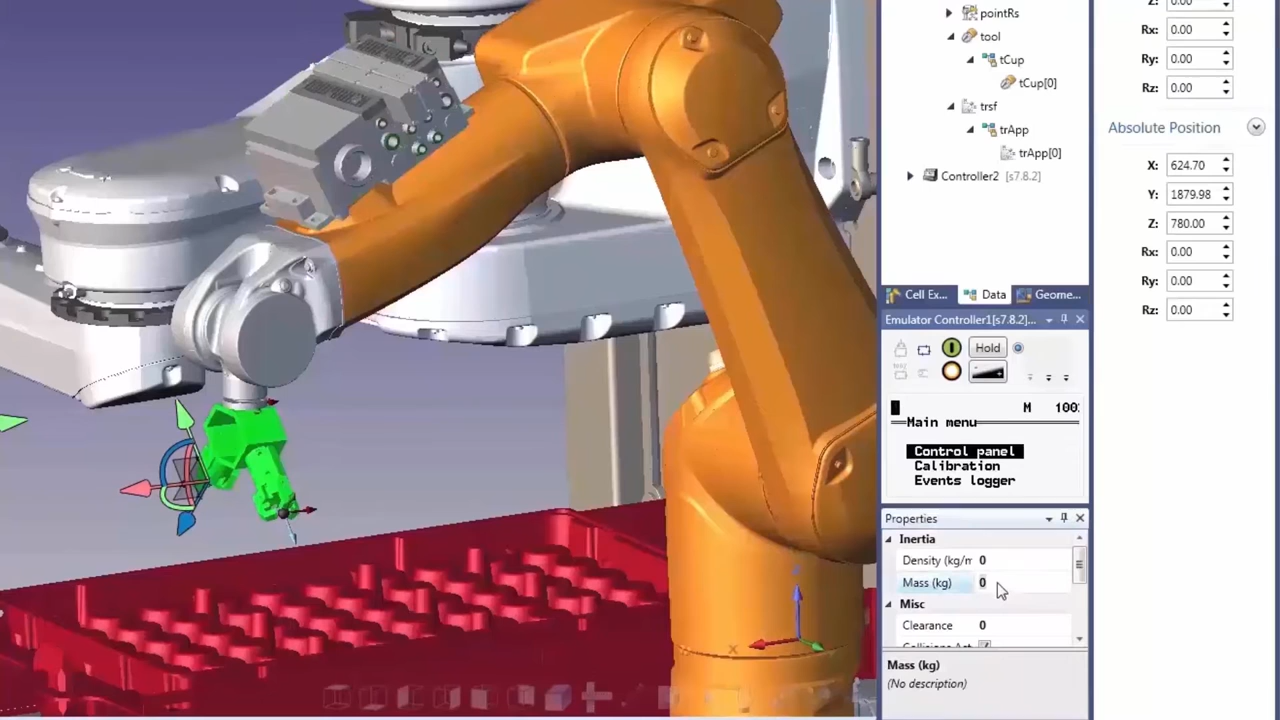 pointRs
tool
tCup
tCup[0]
trsf
trApp
trApp[0]
Controller2 [s7.8.2]
Cell Ex... Data Geome...
Emulator Controller1[s7.8.2]...
Hold
M 100
Main menu
Control panel
Calibration
Events logger
Properties
Inertia
Density (kg/m 0
Mass (kg) 0
Misc
Clearance 0
Mass (kg)
(No description)
Z: 0.00
Rx: 0.00
Ry: 0.00
Rz: 0.00
Absolute Position
X: 624.70
Y: 1879.98
Z: 780.00
Rx: 0.00
Ry: 0.00
Rz: 0.00